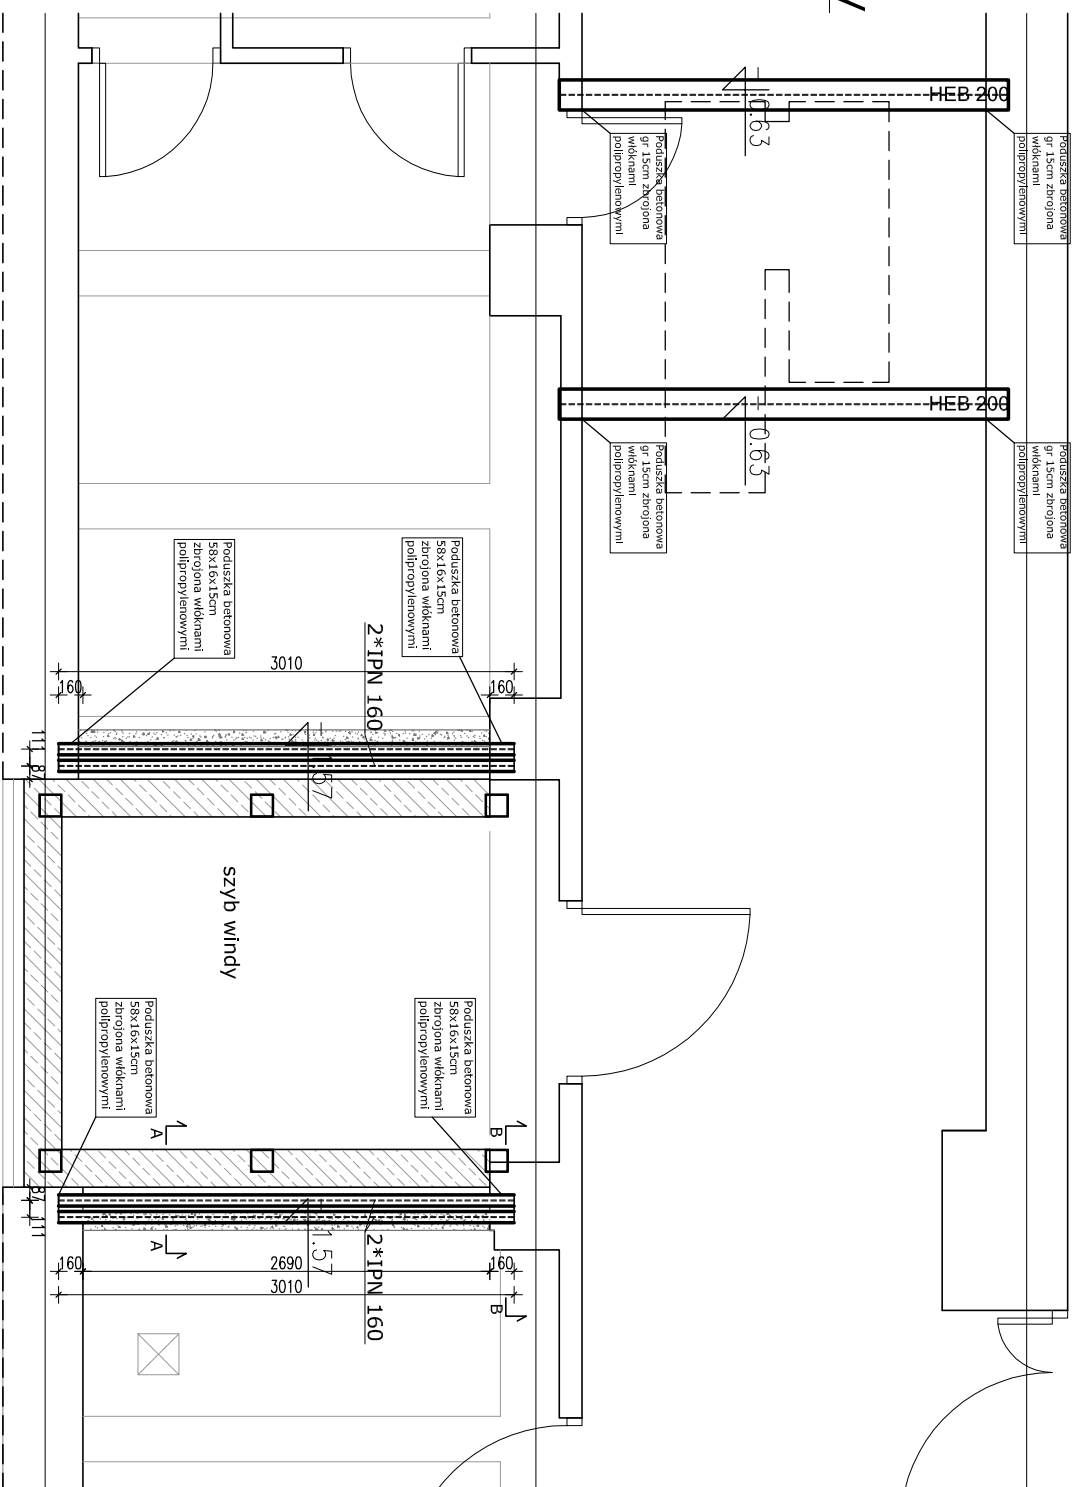 HEB 200
-0.63
Poduszka betonowa
gr 15cm zbrojona
włóknami
polipropylenowymi
Poduszka betonowa
gr 15cm zbrojona
włóknami
polipropylenowymi
HEB 200
-0.63
Poduszka betonowa
gr 15cm zbrojona
włóknami
polipropylenowymi
Poduszka betonowa
gr 15cm zbrojona
włóknami
polipropylenowymi
Poduszka betonowa
58x16x15cm
zbrojona włóknami
polipropylenowymi
Poduszka betonowa
58x16x15cm
zbrojona włóknami
polipropylenowymi
3010
160
160
2*IPN 160
-1.57
111
87
szyb windy
Poduszka betonowa
58x16x15cm
zbrojona włóknami
polipropylenowymi
Poduszka betonowa
58x16x15cm
zbrojona włóknami
polipropylenowymi
A
B
87
111
-1.57
2*IPN 160
A
160
2690
160
3010
B